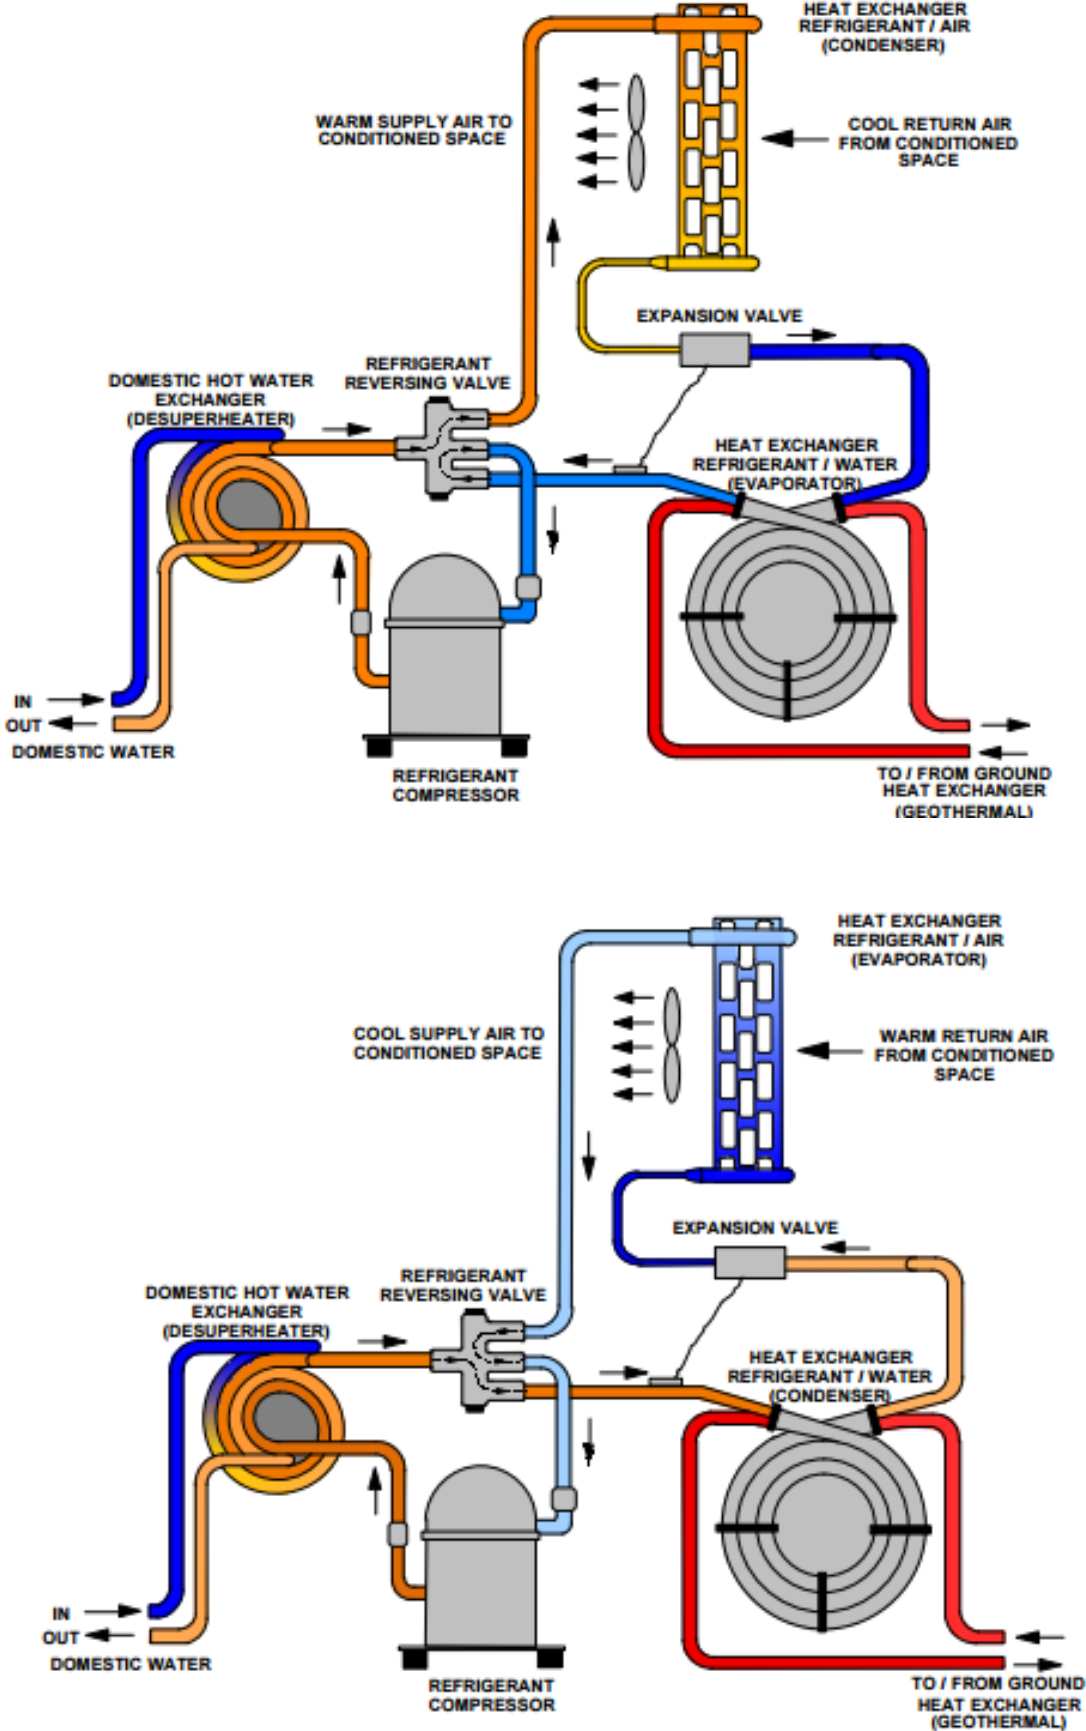 HEAT EXCHANGER
REFRIGERANT / AIR
(CONDENSER)
WARM SUPPLY AIR TO
CONDITIONED SPACE
COOL RETURN AIR
FROM CONDITIONED
SPACE
EXPANSION VALVE
REFRIGERANT
REVERSING VALVE
DOMESTIC HOT WATER
EXCHANGER
(DESUPERHEATER)
HEAT EXCHANGER
REFRIGERANT / WATER
(EVAPORATOR)
IN
OUT
DOMESTIC WATER
REFRIGERANT
COMPRESSOR
TO / FROM GROUND
HEAT EXCHANGER
(GEOTHERMAL)
HEAT EXCHANGER
REFRIGERANT / AIR
(EVAPORATOR)
COOL SUPPLY AIR TO
CONDITIONED SPACE
WARM RETURN AIR
FROM CONDITIONED
SPACE
EXPANSION VALVE
REFRIGERANT
REVERSING VALVE
DOMESTIC HOT WATER
EXCHANGER
(DESUPERHEATER)
HEAT EXCHANGER
REFRIGERANT / WATER
(CONDENSER)
IN
OUT
DOMESTIC WATER
REFRIGERANT
COMPRESSOR
TO / FROM GROUND
HEAT EXCHANGER
(GEOTHERMAL)